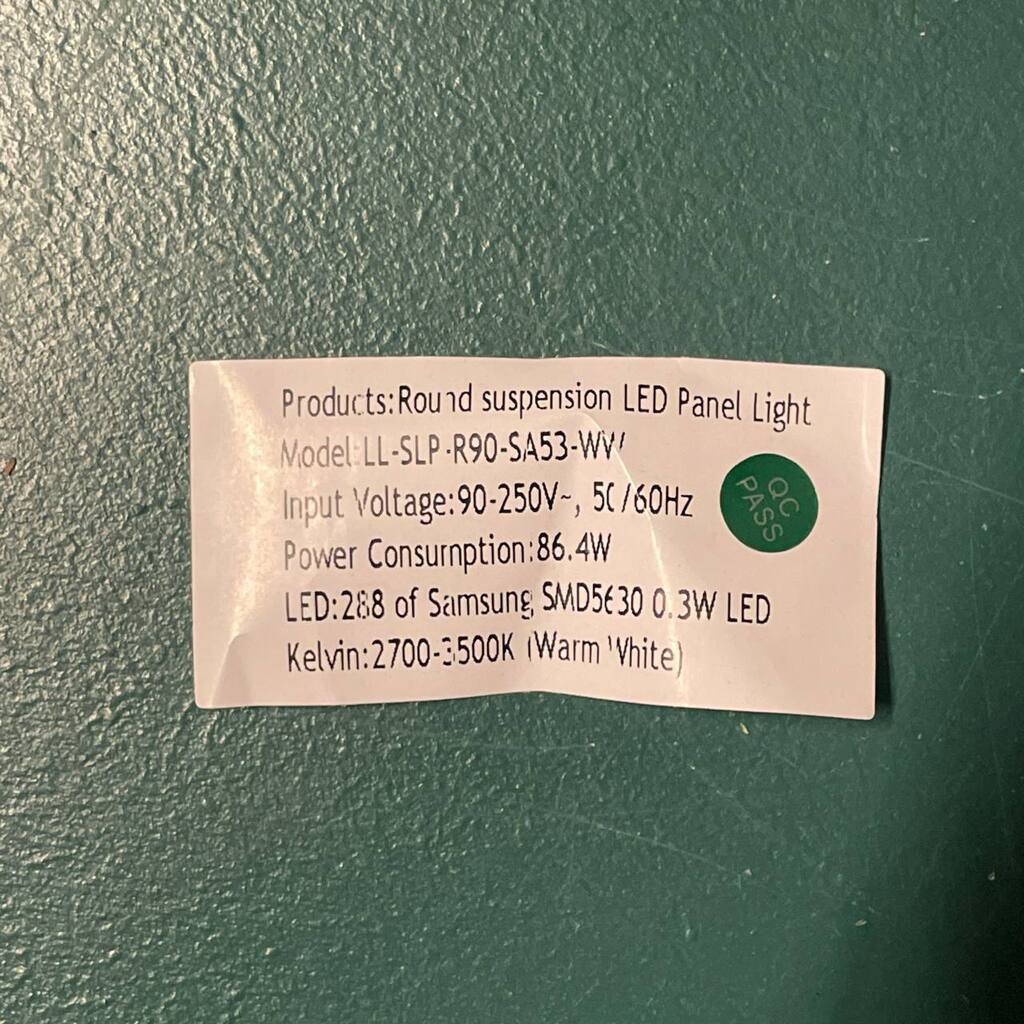 Products:Round suspension LED Panel Light
Model:LL-SLP-R90-SA53-WW
Input Voltage:90-250V~, 50/60Hz
Power Consumption:86.4W
LED:288 of Samsung SMD5630 0.3W LED
Kelvin:2700-3500K (Warm White)
QC
PASS